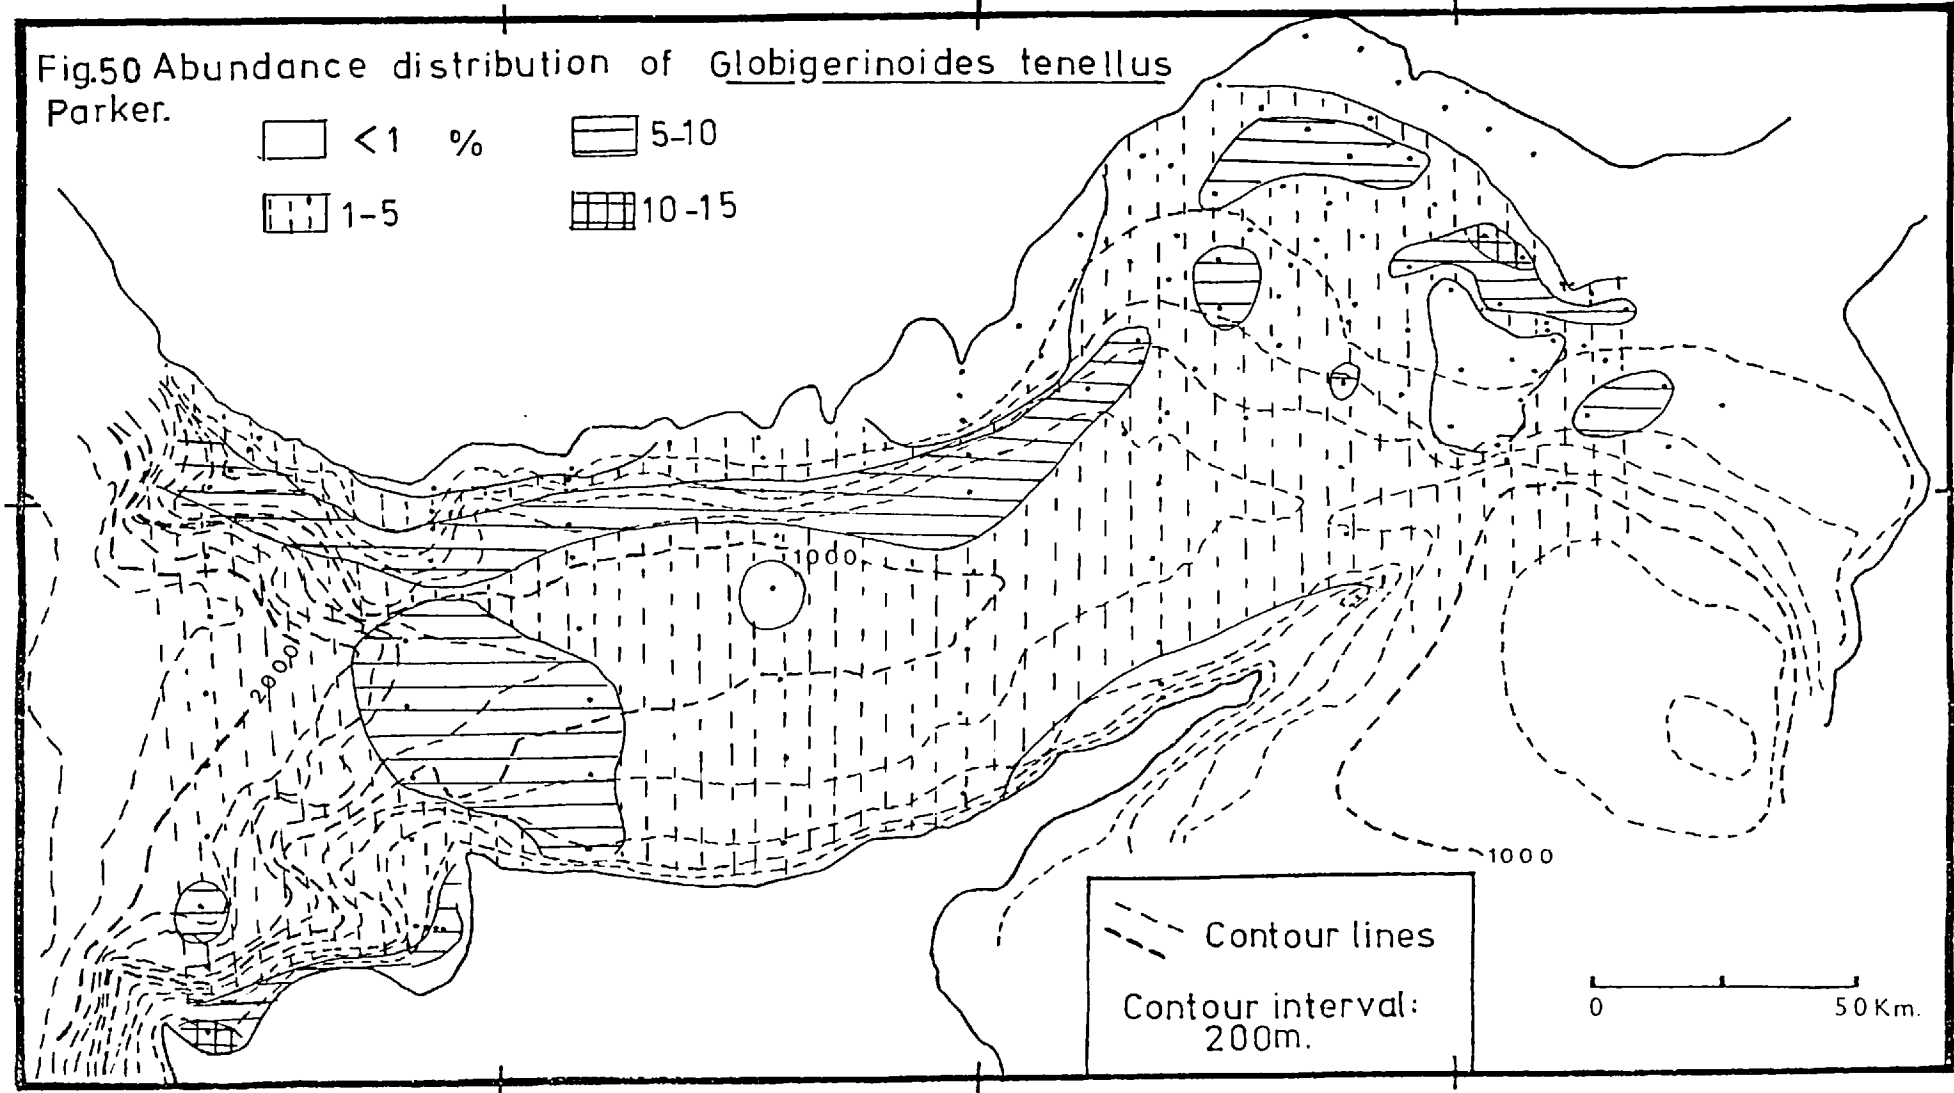 Fig.50 Abundance distribution of Globigerinoides tenellus
Parker.
<1 %
5-10
1-5
10-15
1000
2000
1000
Contour lines
Contour interval:
200m.
0 50Km.